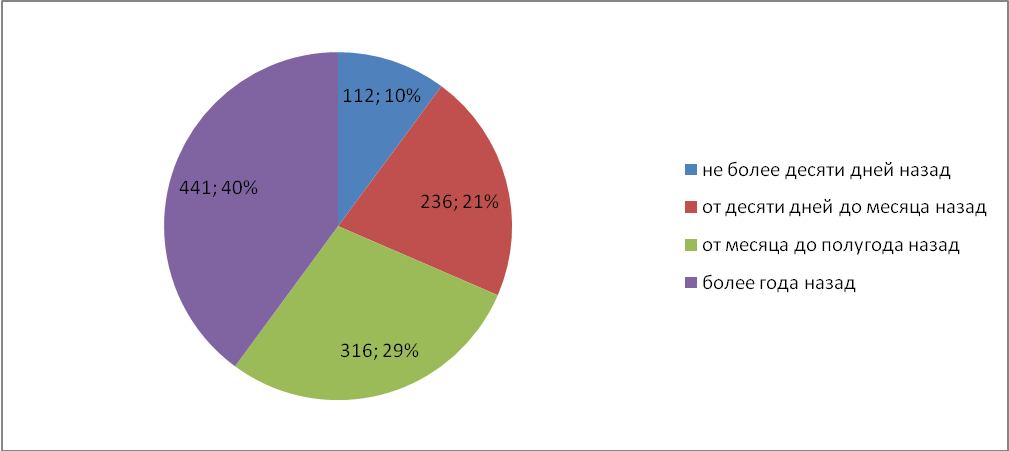 112; 10%
236; 21%
316; 29%
441; 40%
не более десяти дней назад
от десяти дней до месяца назад
от месяца до полугода назад
более года назад